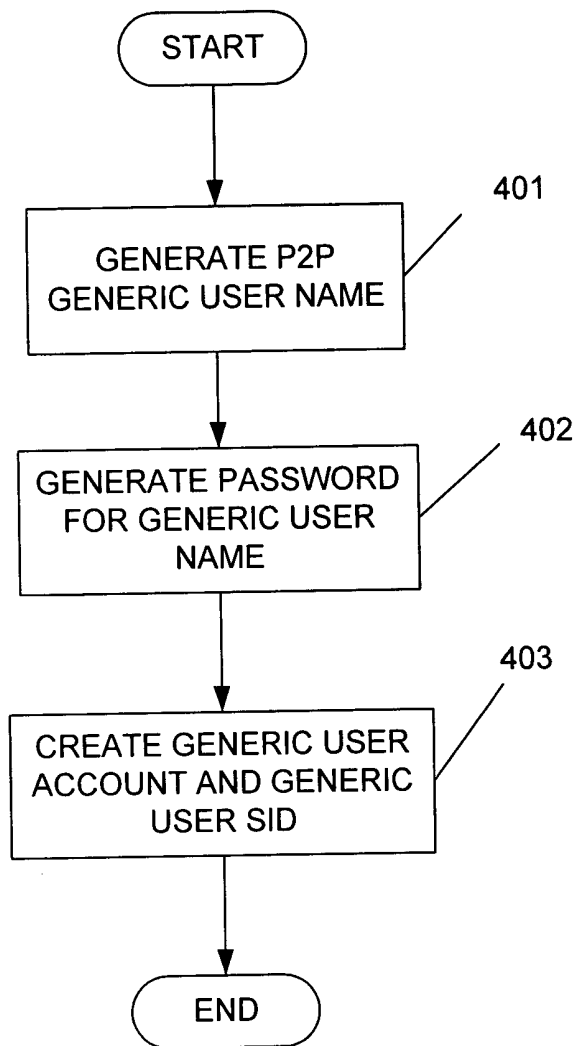 START
401
GENERATE P2P
GENERIC USER NAME
402
GENERATE PASSWORD
FOR GENERIC USER
NAME
403
CREATE GENERIC USER
ACCOUNT AND GENERIC
USER SID
END